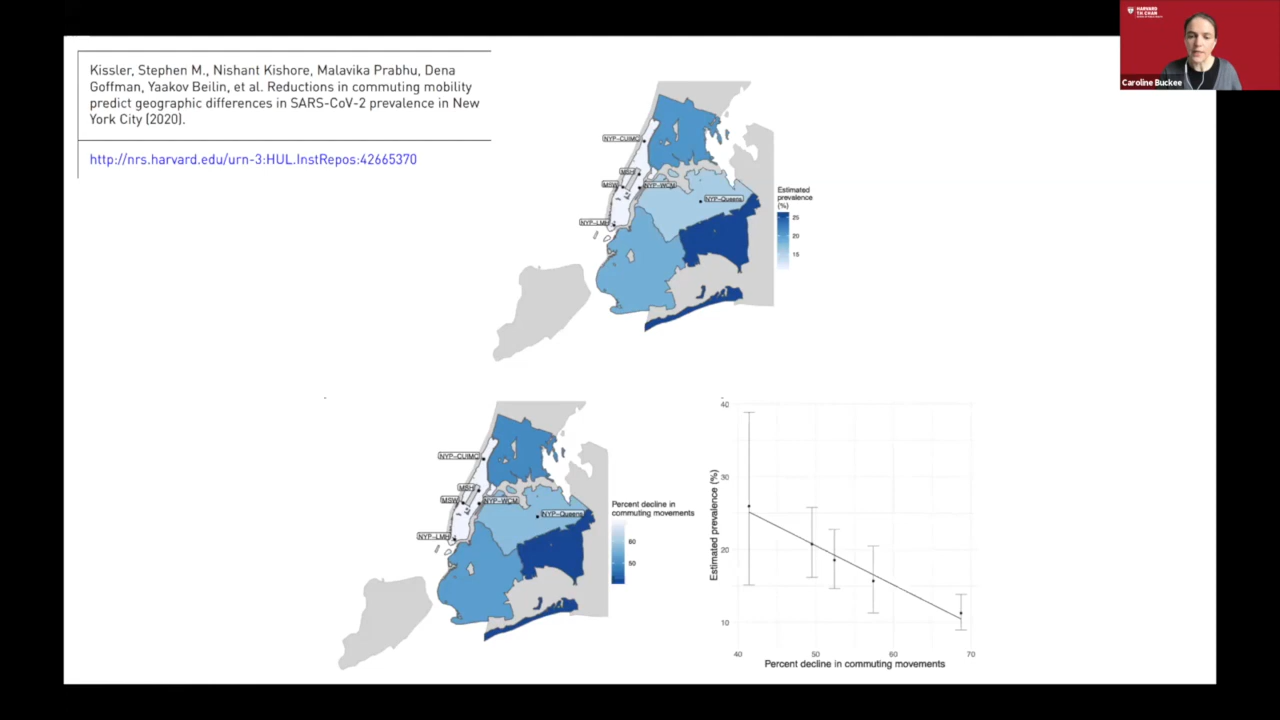 HARVARD
TH CHAN
Caroline Buckee
Kissler, Stephen M., Nishant Kishore, Malavika Prabhu, Dena
Goffman, Yaakov Beilin, et al. Reductions in commuting mobility
predict geographic differences in SARS-CoV-2 prevalence in New
York City (2020).
http://nrs.harvard.edu/urn-3:HUL.InstRepos:42665370
NYP-CUIMC
MSH
MSW
NYP-WCM
NYP-Queens
NYP-LMH
Estimated
prevalence
(%)
25
20
15
NYP-CUIMC
MSH
MSW
NYP-WCM
NYP-Queens
NYP-LMH
Percent decline in
commuting movements
60
50
Estimated prevalence (%)
40
30
20
10
40
50
60
70
Percent decline in commuting movements